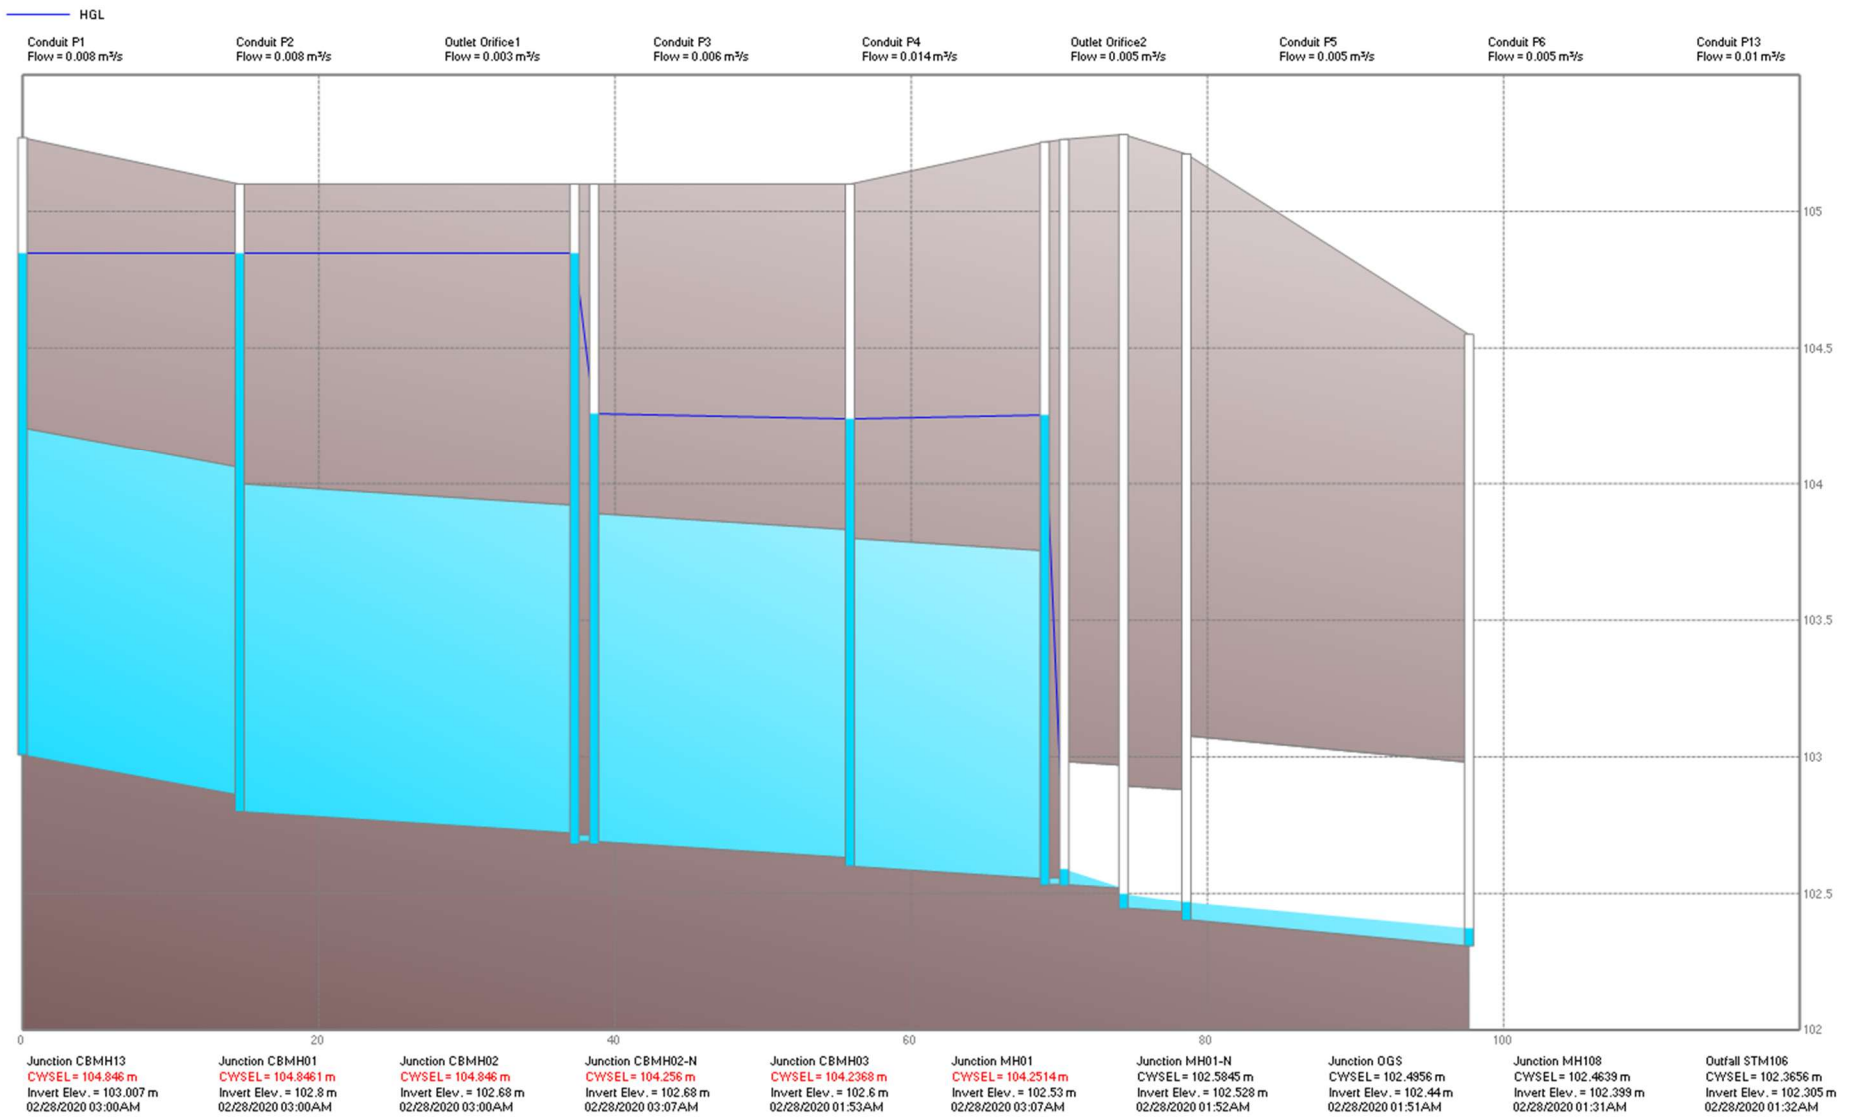 HGL
Conduit P1
Flow = 0.008 m³/s
Conduit P2
Flow = 0.008 m³/s
Outlet Orifice1
Flow = 0.003 m³/s
Conduit P3
Flow = 0.006 m³/s
Conduit P4
Flow = 0.014 m³/s
Outlet Orifice2
Flow = 0.005 m³/s
Conduit P5
Flow = 0.005 m³/s
Conduit P6
Flow = 0.005 m³/s
Conduit P13
Flow = 0.01 m³/s
105
104.5
104
103.5
103
102.5
102
0
20
40
60
80
100
Junction CBMH13
CWSEL = 104.846 m
Invert Elev. = 103.007 m
02/28/2020 03:00AM
Junction CBMH01
CWSEL = 104.8461 m
Invert Elev. = 102.8 m
02/28/2020 03:00AM
Junction CBMH02
CWSEL = 104.846 m
Invert Elev. = 102.68 m
02/28/2020 03:00AM
Junction CBMH02-N
CWSEL = 104.256 m
Invert Elev. = 102.68 m
02/28/2020 03:07AM
Junction CBMH03
CWSEL = 104.2368 m
Invert Elev. = 102.6 m
02/28/2020 01:53AM
Junction MH01
CWSEL = 104.2514 m
Invert Elev. = 102.53 m
02/28/2020 03:07AM
Junction MH01-N
CWSEL = 102.5845 m
Invert Elev. = 102.528 m
02/28/2020 01:52AM
Junction OGS
CWSEL = 102.4956 m
Invert Elev. = 102.44 m
02/28/2020 01:51AM
Junction MH108
CWSEL = 102.4639 m
Invert Elev. = 102.399 m
02/28/2020 01:31AM
Outfall STM106
CWSEL = 102.3656 m
Invert Elev. = 102.305 m
02/28/2020 01:32AM